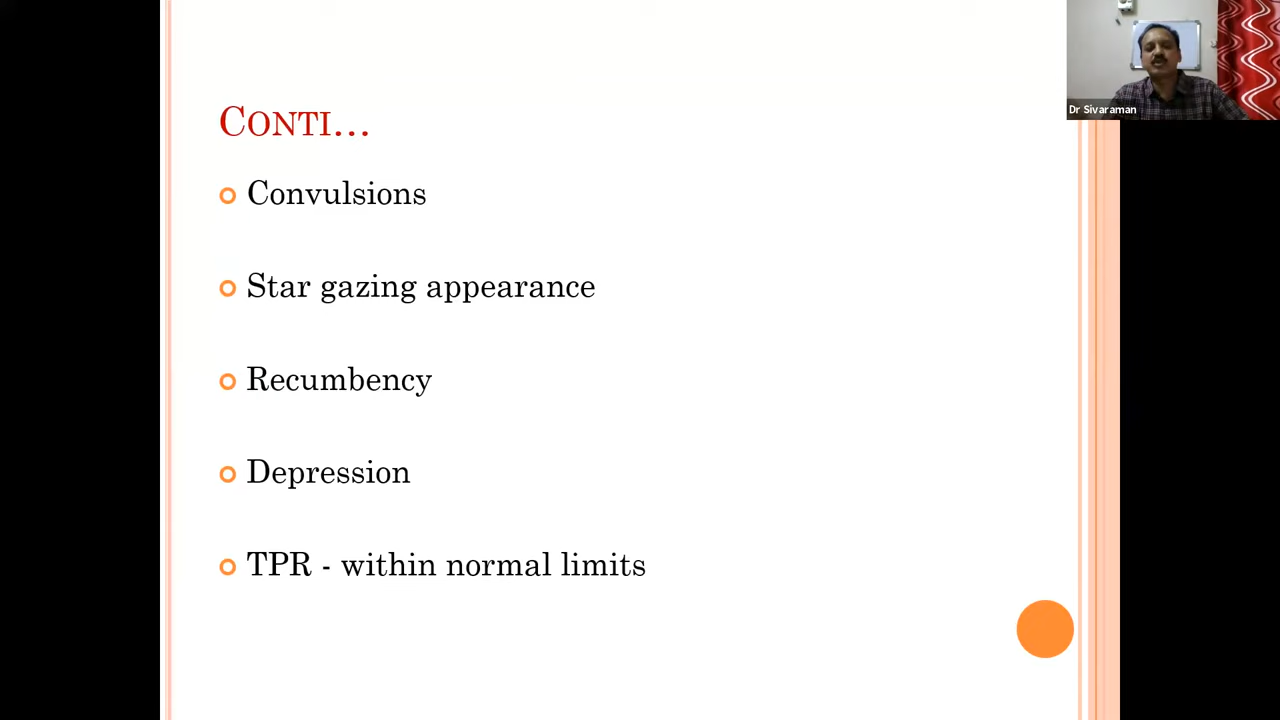 Dr Sivaraman
CONTI...
Convulsions
Star gazing appearance
Recumbency
Depression
TPR - within normal limits